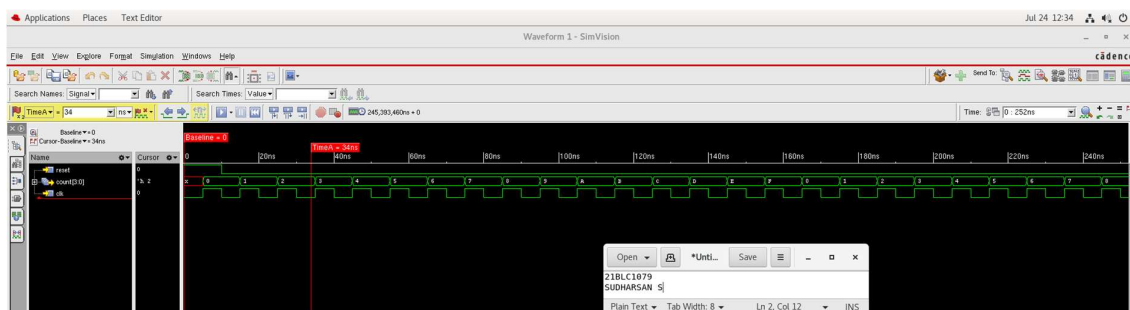 Applications Places Text Editor Jul 24 12:34
Waveform 1 - SimVision
File Edit View Explore Format Simulation Windows Help cādence
Send To:
Search Names: Signal Search Times: Value
TimeA = 34 ns 245,393,460ns + 0 Time: 0 : 252ns
Baseline = 0
Cursor-Baseline = 34ns
Baseline = 0
TimeA = 34ns
Name Cursor 0 20ns 40ns 60ns 80ns 100ns 120ns 140ns 160ns 180ns 200ns 220ns 240ns
reset 0
count[3:0] 'h 2 x 0 1 2 3 4 5 6 7 8 9 A B C D E F 0 1 2 3 4 5 6 7 8
clk 0
Open *Unti... Save
21BLC1079
SUDHARSAN S
Plain Text Tab Width: 8 Ln 2, Col 12 INS